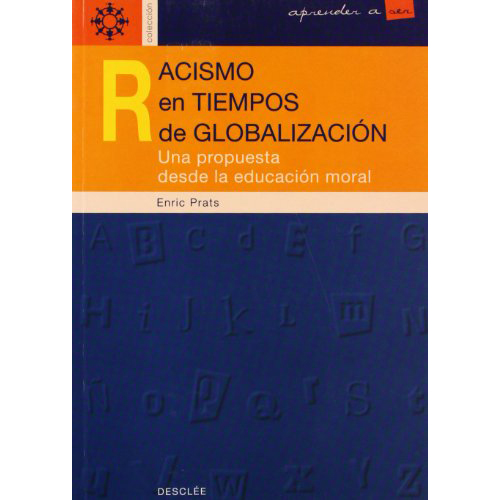 colección
aprender a ser
RACISMO
en TIEMPOS
de GLOBALIZACIÓN
Una propuesta
desde la educación moral
Enric Prats
A B C d E F G
H i J k L m N
ñ o p Q R S t
DESCLÉE